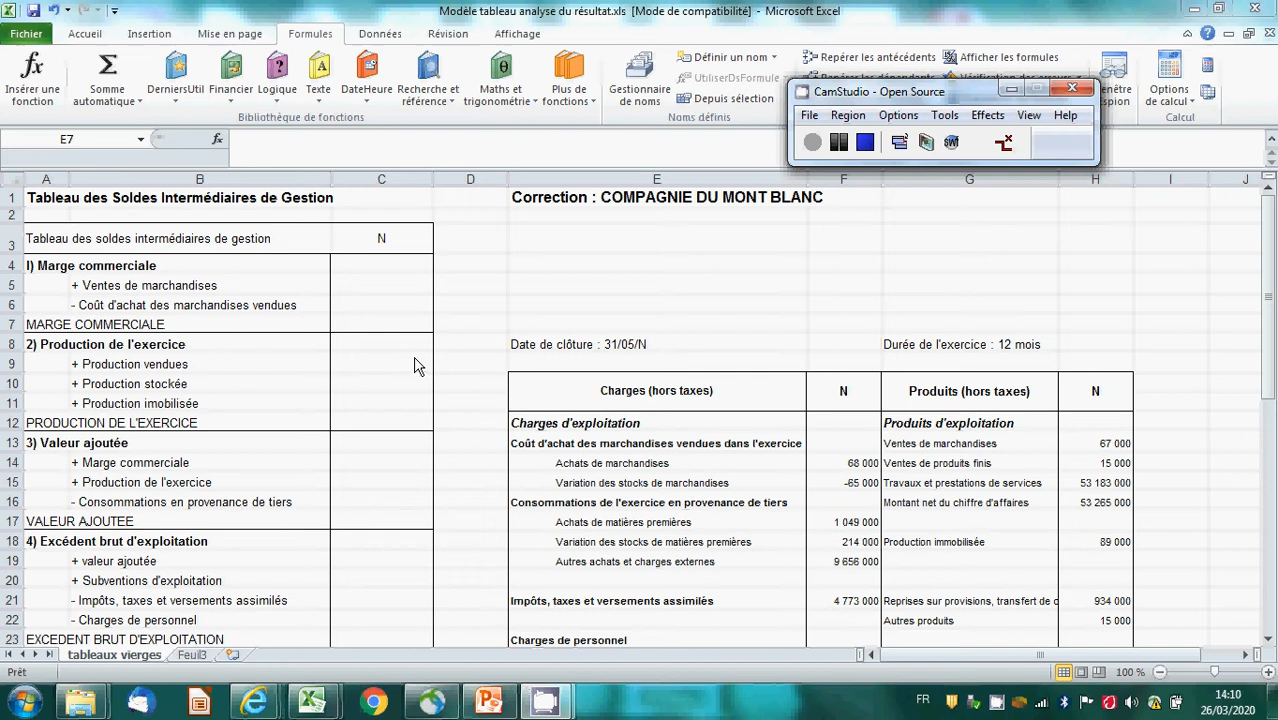 Modèle tableau analyse du résultat.xls [Mode de compatibilité] - Microsoft Excel
Fichier Accueil Insertion Mise en page Formules Données Révision Affichage
Insérer une fonction
Somme automatique
DerniersUtil
Financier
Logique
Texte
DateHeure
Recherche et référence
Maths et trigonométrie
Plus de fonctions
Bibliothèque de fonctions
Gestionnaire de noms
Définir un nom
UtiliserDsFormule
Depuis sélection
Noms définis
Repérer les antécédents
Afficher les formules
Options de calcul
Calcul
CamStudio - Open Source
File Region Options Tools Effects View Help
E7 fx
A B C D E F G H I J
1 Tableau des Soldes Intermédiaires de Gestion Correction : COMPAGNIE DU MONT BLANC
2
3 Tableau des soldes intermédiaires de gestion N
4 I) Marge commerciale
5 + Ventes de marchandises
6 - Coût d'achat des marchandises vendues
7 MARGE COMMERCIALE
8 2) Production de l'exercice Date de clôture : 31/05/N Durée de l'exercice : 12 mois
9 + Production vendues
10 + Production stockée Charges (hors taxes) N Produits (hors taxes) N
11 + Production imobilisée
12 PRODUCTION DE L'EXERCICE Charges d'exploitation Produits d'exploitation
13 3) Valeur ajoutée Coût d'achat des marchandises vendues dans l'exercice Ventes de marchandises 67 000
14 + Marge commerciale Achats de marchandises 68 000 Ventes de produits finis 15 000
15 + Production de l'exercice Variation des stocks de marchandises -65 000 Travaux et prestations de services 53 183 000
16 - Consommations en provenance de tiers Consommations de l'exercice en provenance de tiers Montant net du chiffre d'affaires 53 265 000
17 VALEUR AJOUTEE Achats de matières premières 1 049 000
18 4) Excédent brut d'exploitation Variation des stocks de matières premières 214 000 Production immobilisée 89 000
19 + valeur ajoutée Autres achats et charges externes 9 656 000
20 + Subventions d'exploitation
21 - Impôts, taxes et versements assimilés Impôts, taxes et versements assimilés 4 773 000 Reprises sur provisions, transfert de c 934 000
22 - Charges de personnel Autres produits 15 000
23 EXCEDENT BRUT D'EXPLOITATION Charges de personnel
tableaux vierges Feuil3
Prêt 100 %
FR 14:10
26/03/2020